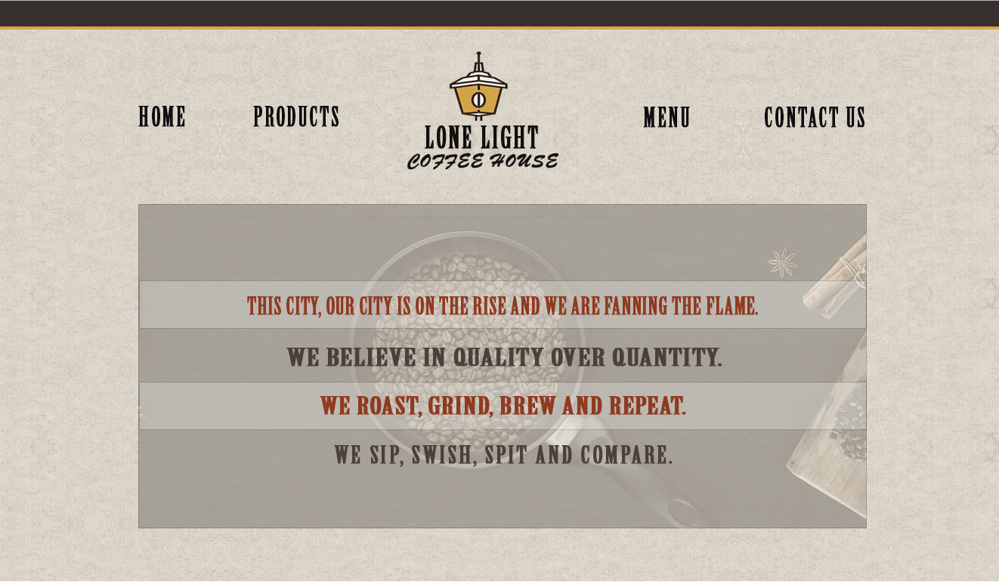 HOME
PRODUCTS
LONE LIGHT
COFFEE HOUSE
MENU
CONTACT US
THIS CITY, OUR CITY IS ON THE RISE AND WE ARE FANNING THE FLAME.
WE BELIEVE IN QUALITY OVER QUANTITY.
WE ROAST, GRIND, BREW AND REPEAT.
WE SIP, SWISH, SPIT AND COMPARE.